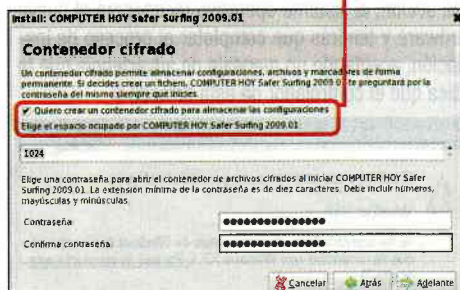 Install: COMPUTER HOY Safer Surfing 2009.01
Contenedor cifrado
Un contenedor cifrado permite almacenar configuraciones, archivos y marcadores de forma
permanente. Si decides crear un fichero, COMPUTER HOY Safer Surfing 2009.01 te preguntará por la
contraseña del mismo siempre que inicies.
Quiero crear un contenedor cifrado para almacenar las configuraciones
Elige el espacio ocupado por COMPUTER HOY Safer Surfing 2009.01:
1024
Elige una contraseña para abrir el contenedor de archivos cifrados al iniciar COMPUTER HOY Safer
Surfing 2009.01. La extensión mínima de la contraseña es de diez caracteres. Debe incluir números,
mayúsculas y minúsculas.
Contraseña
Confirma contraseña
Cancelar Atrás Adelante